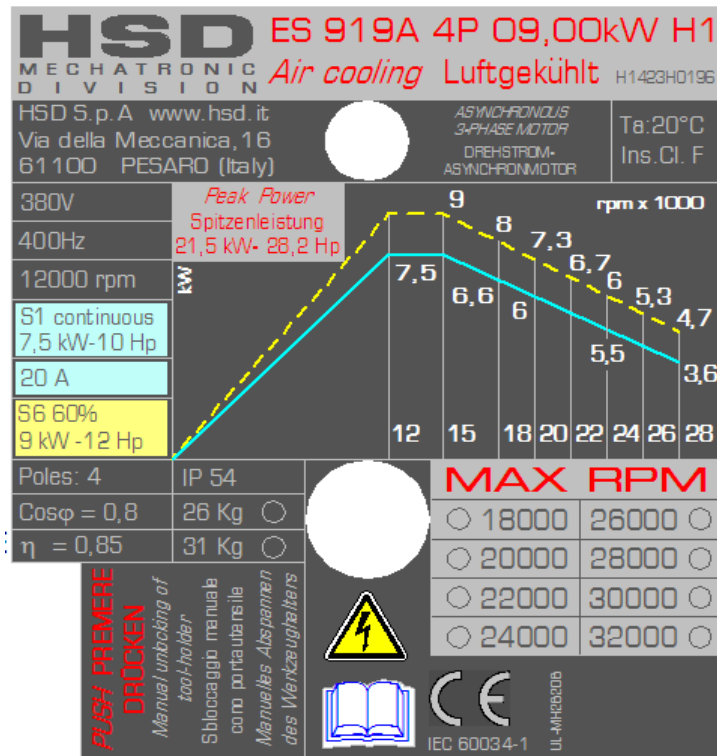 HSD
MECHATRONIC
DIVISION
ES 919A 4P 09,00kW H1
Air cooling Luftgekühlt H1423H0196
HSD S.p.A www.hsd.it
Via della Meccanica,16
61100 PESARO (Italy)
ASYNCHRONOUS
3-PHASE MOTOR
DREHSTROM-
ASYNCHRONMOTOR
Ta:20°C
Ins.Cl. F
380V
400Hz
12000 rpm
S1 continuous
7,5 kW-10 Hp
20 A
S6 60%
9 kW -12 Hp
Peak Power
Spitzenleistung
21,5 kW- 28,2 Hp
kW
rpm x 1000
9
8
7,3
6,7
6
5,3
4,7
7,5
6,6
6
5,5
3,6
12 15 18 20 22 24 26 28
Poles: 4 IP 54
Cosφ = 0,8 26 Kg
η = 0,85 31 Kg
MAX RPM
18000 26000
20000 28000
22000 30000
24000 32000
PUSH PREMERE
DRÜCKEN
Manual unlocking of
tool-holder
Sbloccaggio manuale
cono portautensile
Manuelles Abspannen
des Werkzeughalters
CE
IEC 60034-1
UL-MH2620B